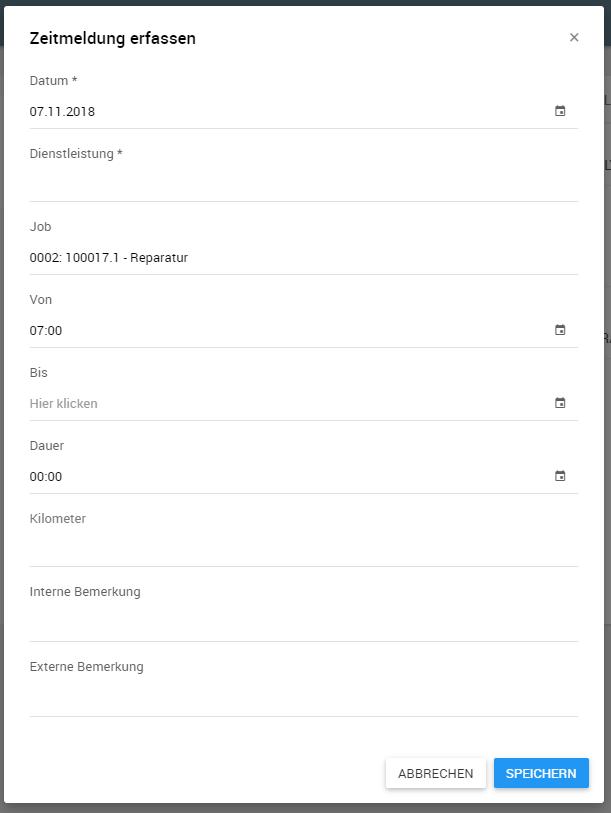 Zeitmeldung erfassen
Datum *
07.11.2018
Dienstleistung *
Job
0002: 100017.1 - Reparatur
Von
07:00
Bis
Hier klicken
Dauer
00:00
Kilometer
Interne Bemerkung
Externe Bemerkung
ABBRECHEN SPEICHERN